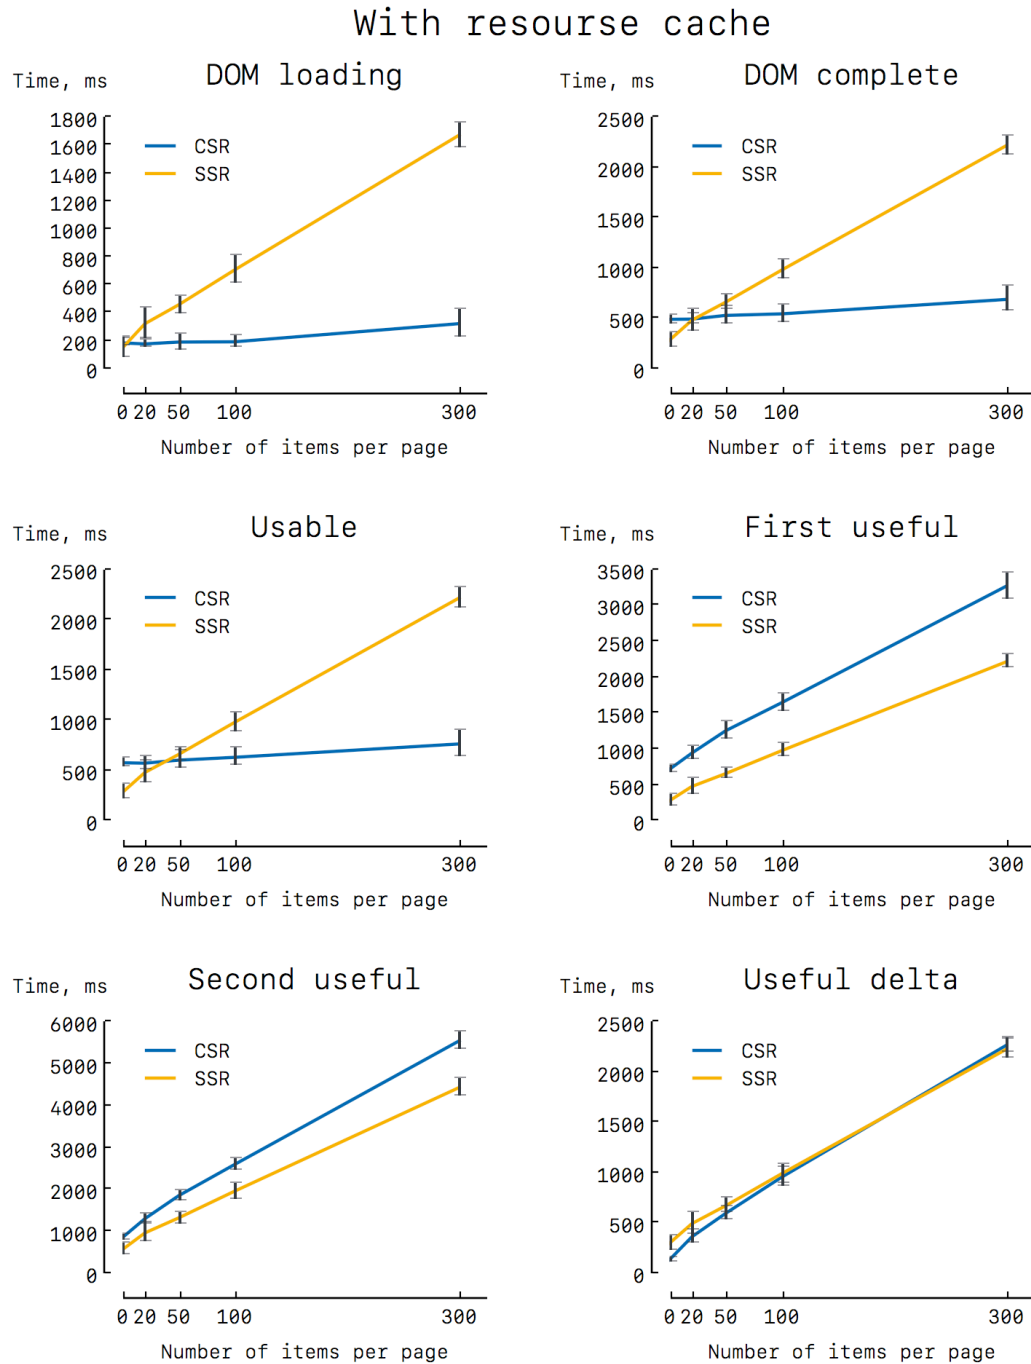 With resourse cache
DOM loading
Time, ms
1800
1600
1400
1200
1000
800
600
400
200
0
CSR
SSR
0 20 50 100 300
Number of items per page
DOM complete
Time, ms
2500
2000
1500
1000
500
0
CSR
SSR
0 20 50 100 300
Number of items per page
Usable
Time, ms
2500
2000
1500
1000
500
0
CSR
SSR
0 20 50 100 300
Number of items per page
First useful
Time, ms
3500
3000
2500
2000
1500
1000
500
0
CSR
SSR
0 20 50 100 300
Number of items per page
Second useful
Time, ms
6000
5000
4000
3000
2000
1000
0
CSR
SSR
0 20 50 100 300
Number of items per page
Useful delta
Time, ms
2500
2000
1500
1000
500
0
CSR
SSR
0 20 50 100 300
Number of items per page